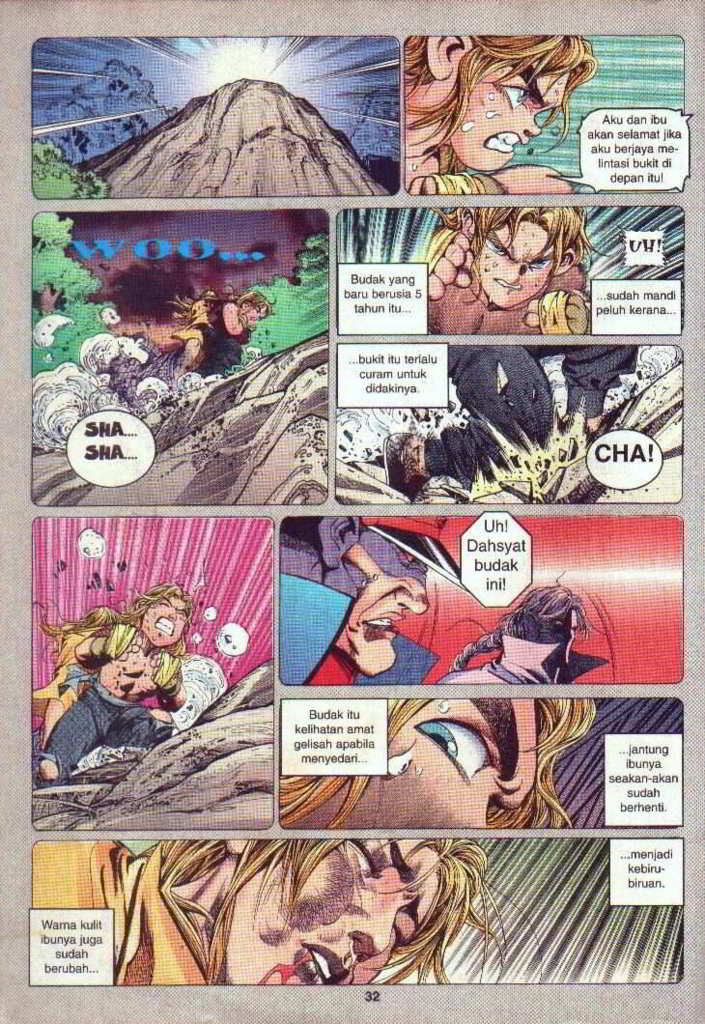 Aku dan ibu
akan selamat jika
aku berjaya me-
lintasi bukit di
depan itu!
WOO...
SHA....
SHA....
UH!
Budak yang
baru berusia 5
tahun itu...
...sudah mandi
peluh kerana...
...bukit itu terlalu
curam untuk
didakinya.
CHA!
Uh!
Dahsyat
budak
ini!
Budak itu
kelihatan amat
gelisah apabila
menyedari...
...jantung
ibunya
seakan-akan
sudah
berhenti.
Warna kulit
ibunya juga
sudah
berubah...
...menjadi
kebiru-
biruan.
32